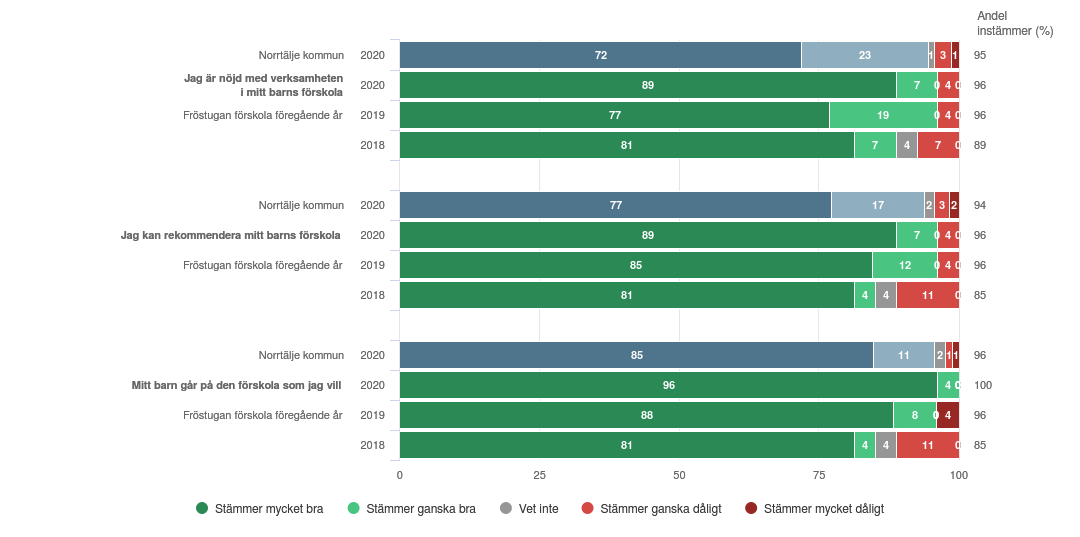 Andel
instämmer (%)
Norrtälje kommun 2020 72 23 1 3 1 95
Jag är nöjd med verksamheten
i mitt barns förskola 2020 89 7 0 4 0 96
Fröstugan förskola föregående år 2019 77 19 0 4 0 96
2018 81 7 4 7 0 89
Norrtälje kommun 2020 77 17 2 3 2 94
Jag kan rekommendera mitt barns förskola 2020 89 7 0 4 0 96
Fröstugan förskola föregående år 2019 85 12 0 4 0 96
2018 81 4 4 11 0 85
Norrtälje kommun 2020 85 11 2 1 1 96
Mitt barn går på den förskola som jag vill 2020 96 4 0 100
Fröstugan förskola föregående år 2019 88 8 0 4 96
2018 81 4 4 11 0 85
0 25 50 75 100
Stämmer mycket bra Stämmer ganska bra Vet inte Stämmer ganska dåligt Stämmer mycket dåligt